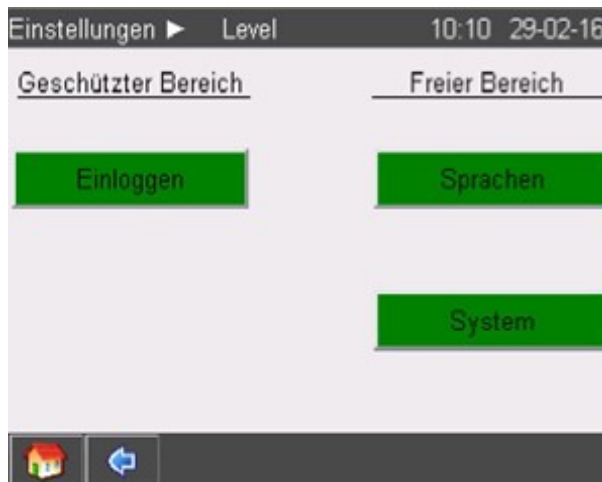 Einstellungen ► Level 10:10 29-02-16
Geschützter Bereich Freier Bereich
Einloggen Sprachen
System